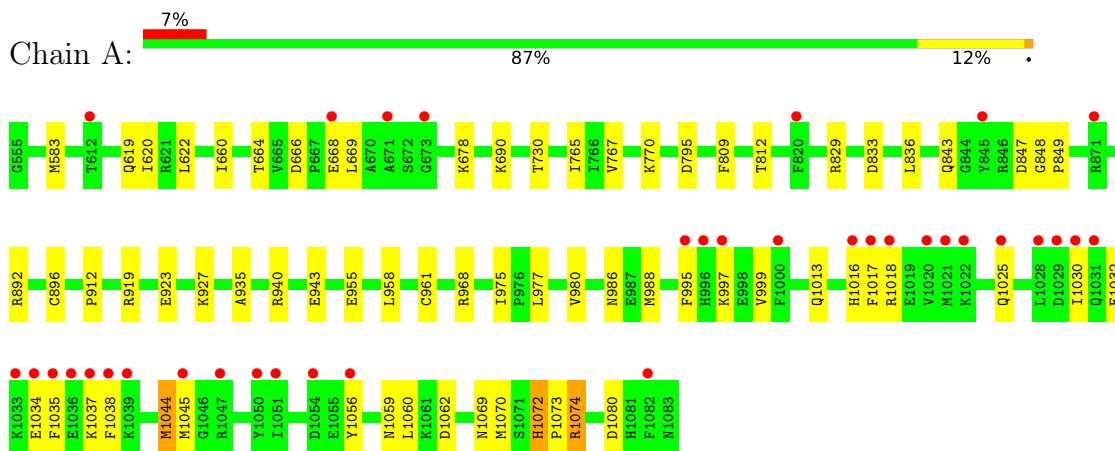 7%
Chain A:
87% 12% •
G555 M583 T612 Q619 I620 R621 L622 I660 T664 V665 D666 P667 E668 L669 A670 A671 S672 G673 K678 K690 T730 I765 I766 V767 K770 D795 F809 T812 F820 R829 D833 L836 Q843 G844 Y845 R846 D847 G848 P849 R871
R892 C896 P912 R919 E923 K927 A935 R940 E943 E955 L958 C961 R968 I975 P976 L977 V980 N986 E987 M988 F995 H996 K997 E998 V999 F1000 Q1013 H1016 F1017 R1018 E1019 V1020 M1021 K1022 Q1025 L1028 D1029 I1030 Q1031 E1032
K1033 E1034 F1035 E1036 K1037 F1038 K1039 M1044 M1045 G1046 R1047 Y1050 I1051 D1054 E1055 Y1056 N1059 L1060 K1061 D1062 N1069 M1070 S1071 H1072 P1073 R1074 D1080 H1081 F1082 N1083